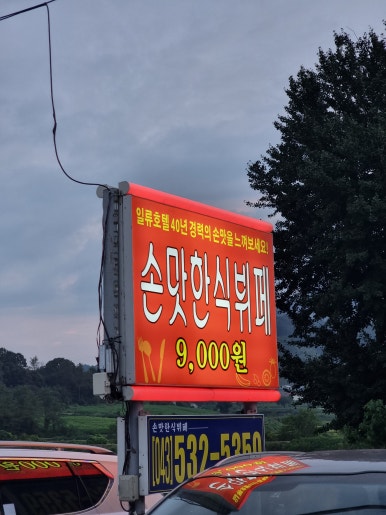 일류호텔 40년 경력의 손맛을 느껴보세요!
손맛한식뷔페
9,000원
손맛한식뷔페
(043)532-5350